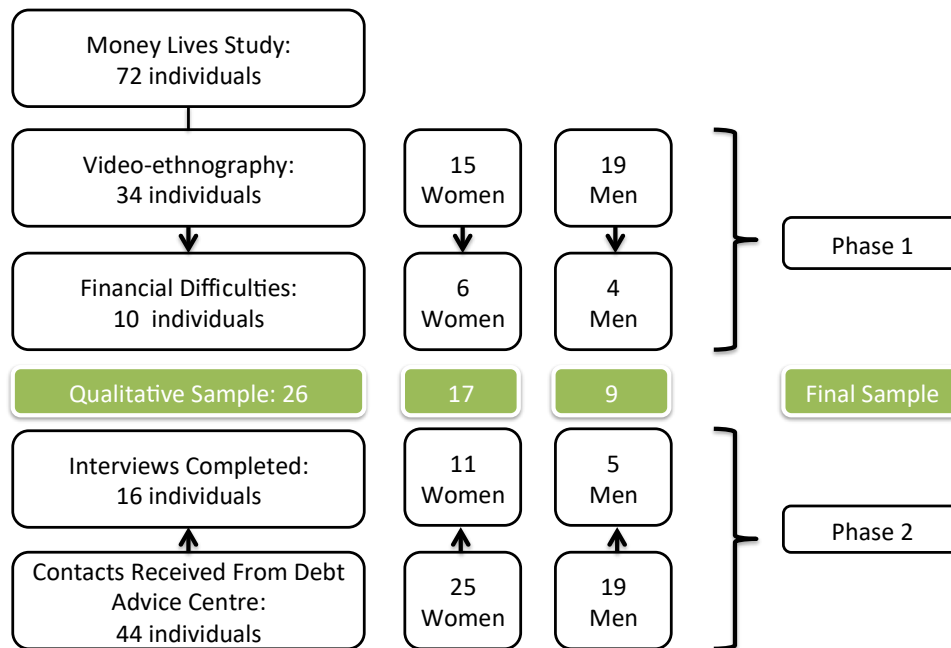 Money Lives Study:
72 individuals
Video-ethnography:
34 individuals
15
Women
19
Men
Phase 1
Financial Difficulties:
10 individuals
6
Women
4
Men
Qualitative Sample: 26
17
9
Final Sample
Interviews Completed:
16 individuals
11
Women
5
Men
Phase 2
Contacts Received From Debt
Advice Centre:
44 individuals
25
Women
19
Men